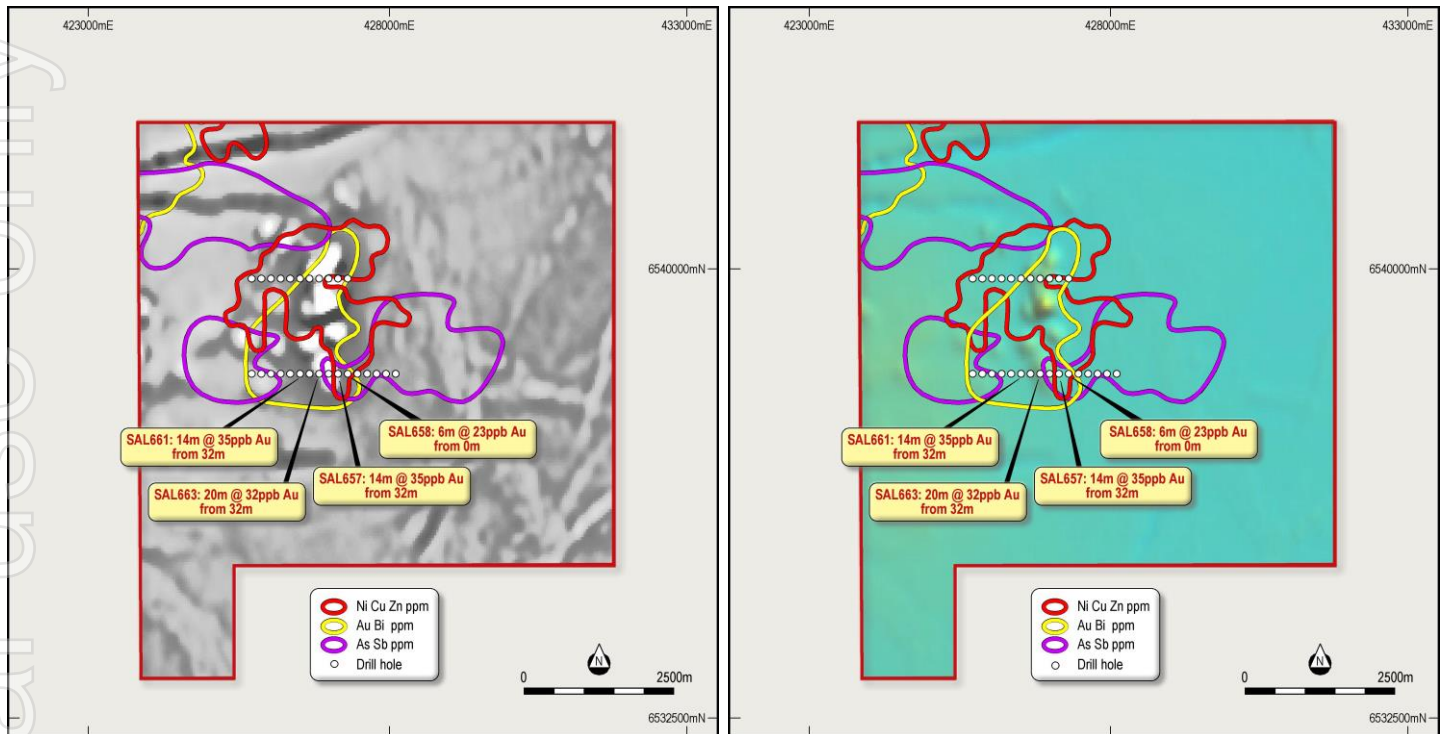 423000mE
428000mE
433000mE
6540000mN
SAL661: 14m @ 35ppb Au
from 32m
SAL658: 6m @ 23ppb Au
from 0m
SAL663: 20m @ 32ppb Au
from 32m
SAL657: 14m @ 35ppb Au
from 32m
Ni Cu Zn ppm
Au Bi ppm
As Sb ppm
Drill hole
N
0
2500m
6532500mN
423000mE
428000mE
433000mE
SAL661: 14m @ 35ppb Au
from 32m
SAL658: 6m @ 23ppb Au
from 0m
SAL663: 20m @ 32ppb Au
from 32m
SAL657: 14m @ 35ppb Au
from 32m
Ni Cu Zn ppm
Au Bi ppm
As Sb ppm
Drill hole
N
0
2500m